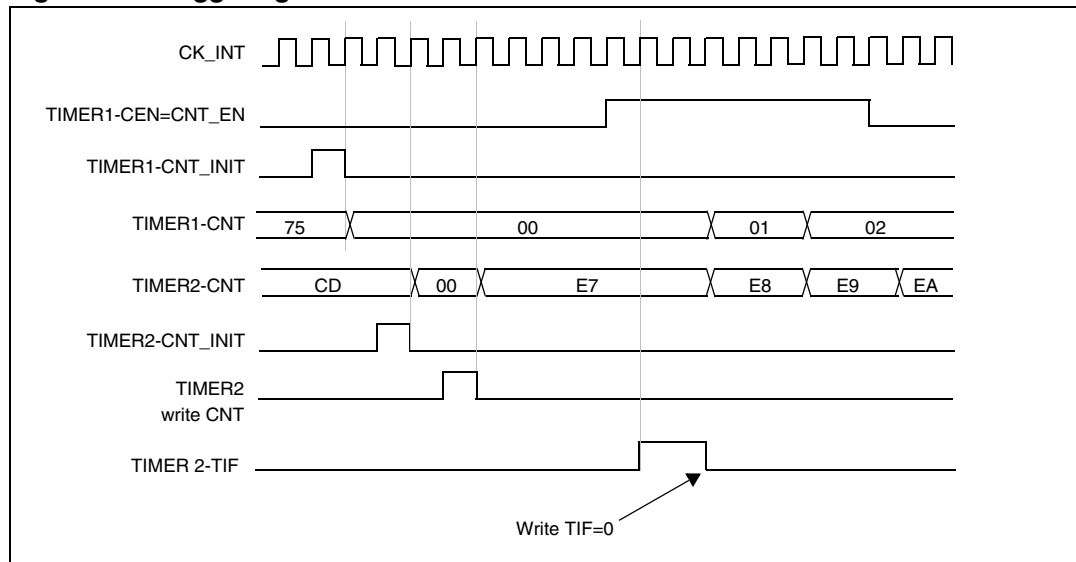 CK_INT
TIMER1-CEN=CNT_EN
TIMER1-CNT_INIT
TIMER1-CNT 75 00 01 02
TIMER2-CNT CD 00 E7 E8 E9 EA
TIMER2-CNT_INIT
TIMER2
write CNT
TIMER 2-TIF
Write TIF=0